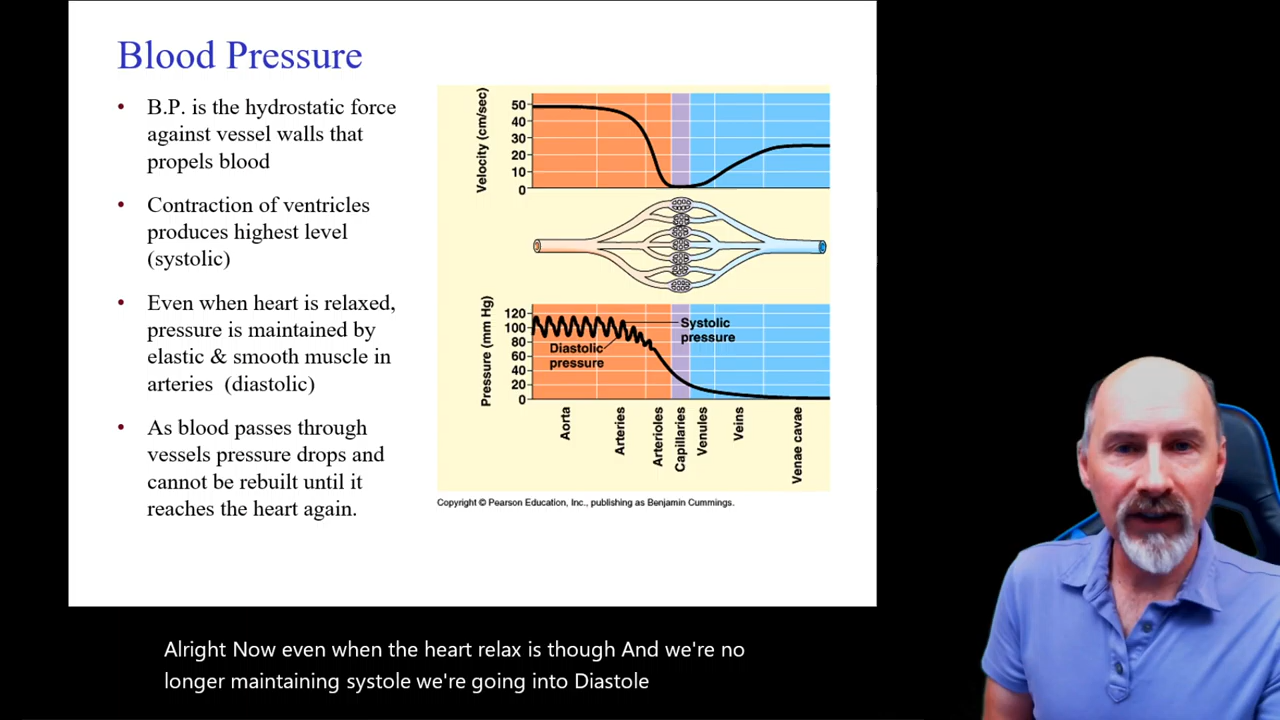 Blood Pressure
• B.P. is the hydrostatic force
against vessel walls that
propels blood
• Contraction of ventricles
produces highest level
(systolic)
• Even when heart is relaxed,
pressure is maintained by
elastic & smooth muscle in
arteries (diastolic)
• As blood passes through
vessels pressure drops and
cannot be rebuilt until it
reaches the heart again.
Velocity (cm/sec)
50
40
30
20
10
0
Pressure (mm Hg)
120
100
80
60
40
20
0
Systolic
pressure
Diastolic
pressure
Aorta
Arteries
Arterioles
Capillaries
Venules
Veins
Venae cavae
Copyright © Pearson Education, Inc., publishing as Benjamin Cummings.
Alright Now even when the heart relax is though And we're no
longer maintaining systole we're going into Diastole